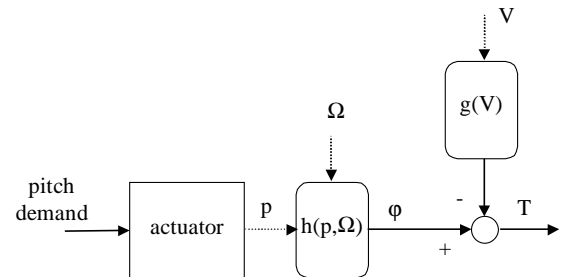 V
g(V)
Ω
pitch
demand
actuator
p
h(p,Ω)
φ
-
T
+